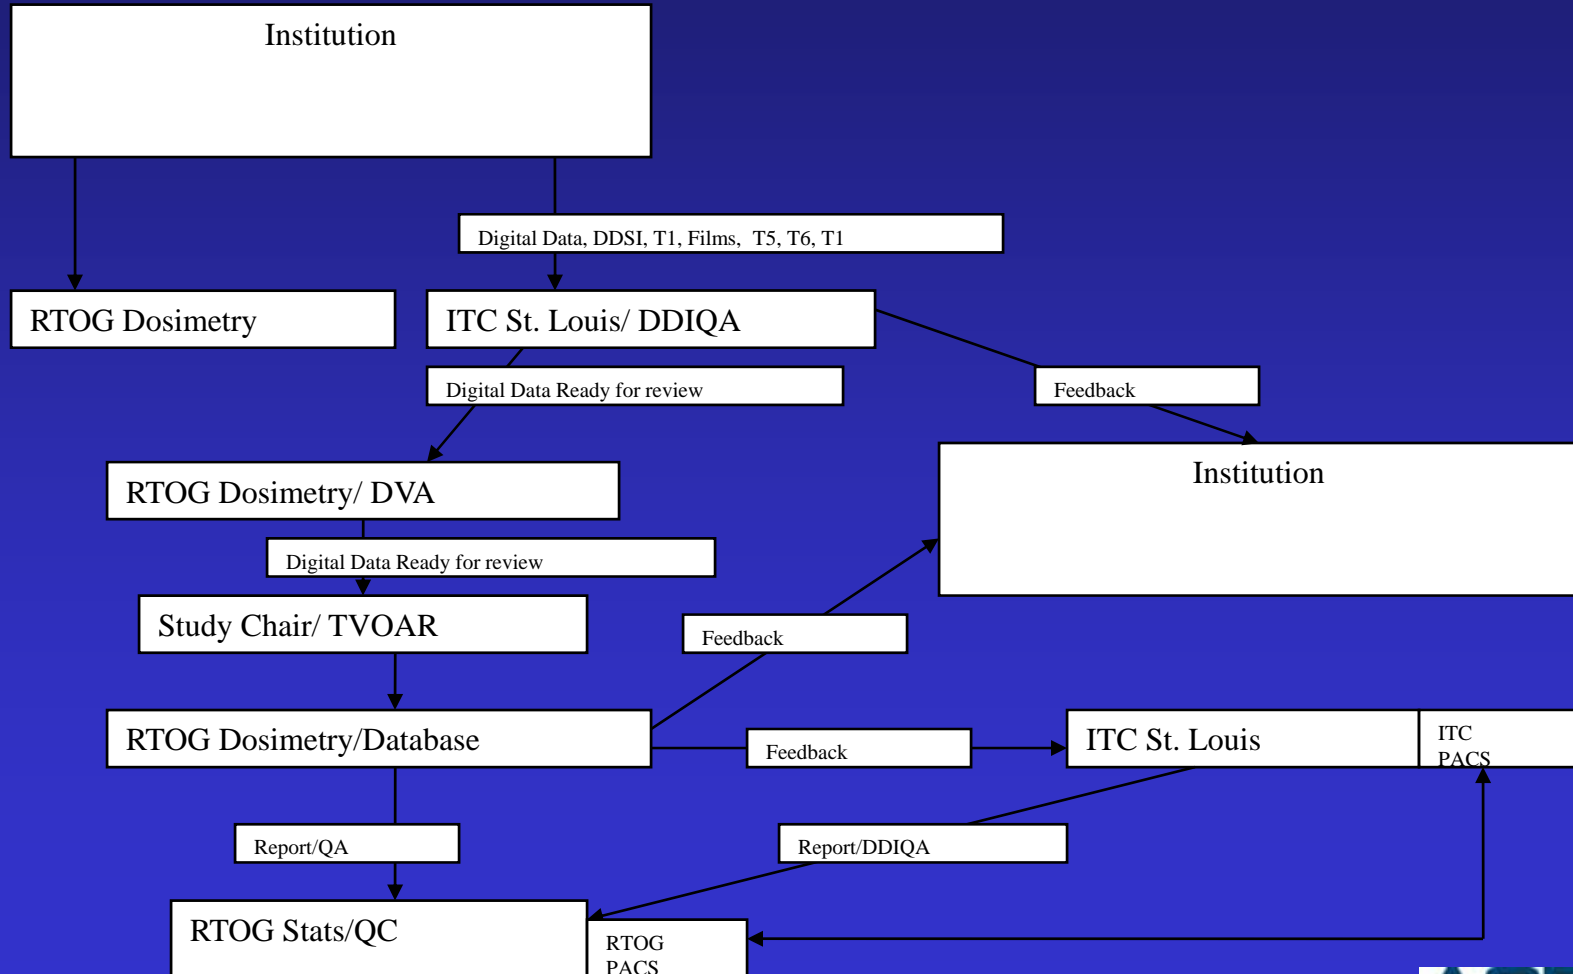 Institution
Digital Data, DDSI, T1, Films, T5, T6, T1
RTOG Dosimetry
ITC St. Louis/ DDIQA
Digital Data Ready for review
Feedback
Institution
RTOG Dosimetry/ DVA
Digital Data Ready for review
Study Chair/ TVOAR
Feedback
RTOG Dosimetry/Database
Feedback
ITC St. Louis
ITC
PACS
Report/QA
Report/DDIQA
RTOG Stats/QC
RTOG
PACS